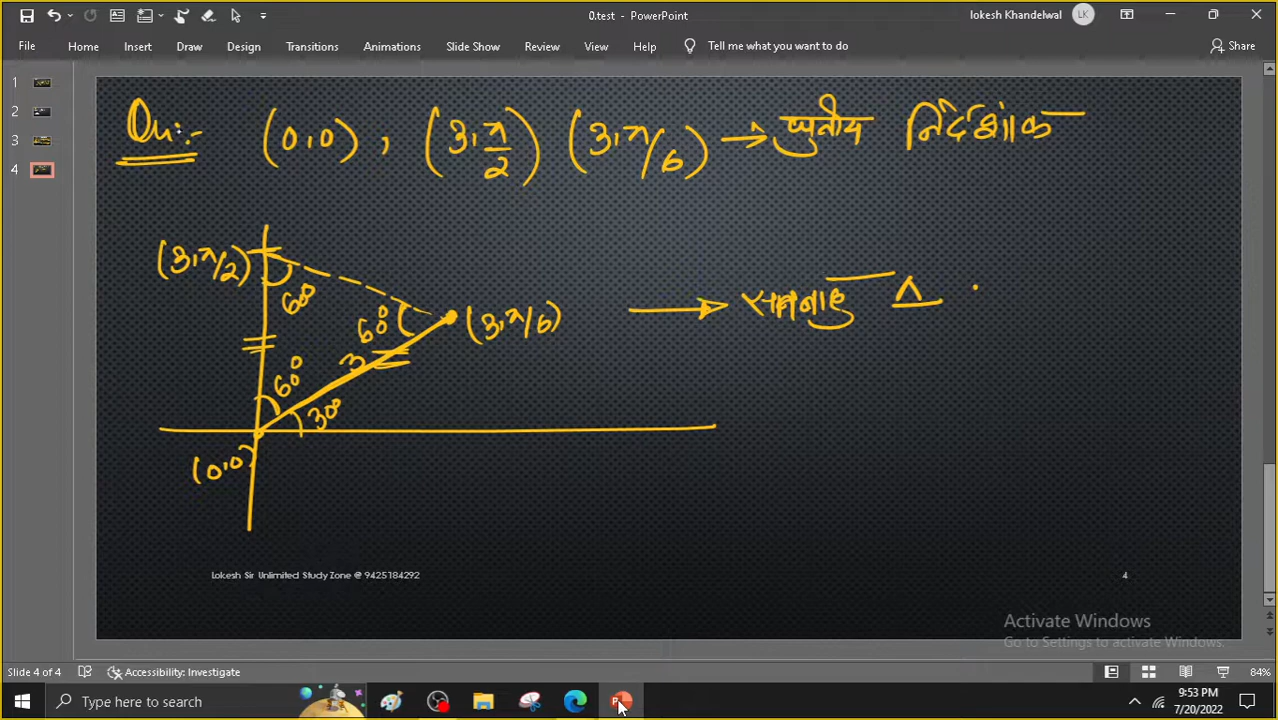 0.test - PowerPoint
lokesh Khandelwal LK
File Home Insert Draw Design Transitions Animations Slide Show Review View Help Tell me what you want to do Share
1
2
3
4
Qu:- (0,0), (3,π/2) (3,π/6) → ध्रुवीय निर्देशांक
(3,π/2)
60°
60°
(3,π/6)
→ समबाहु Δ
3
60°
30°
(0,0)
Lokesh Sir Unlimited Study Zone @ 9425184292
4
Activate Windows
Go to Settings to activate Windows.
Slide 4 of 4 Accessibility: Investigate 84%
Type here to search
9:53 PM
7/20/2022